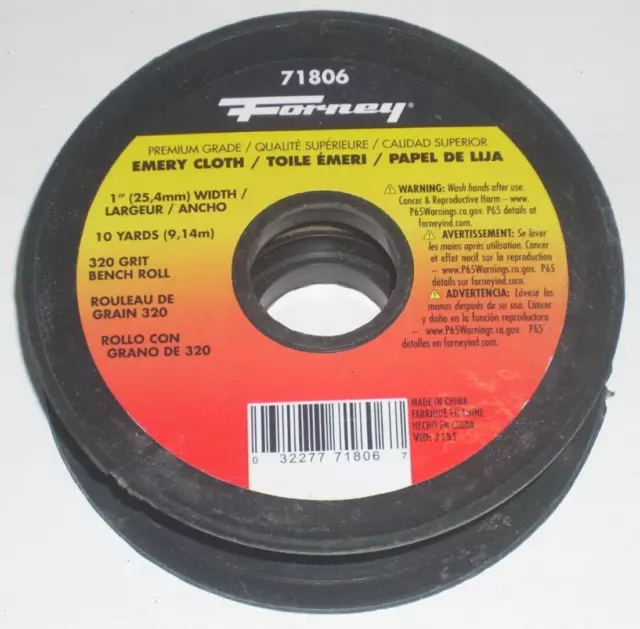 71806
Forney®
PREMIUM GRADE / QUALITÉ SUPÉRIEURE / CALIDAD SUPERIOR
EMERY CLOTH / TOILE ÉMERI / PAPEL DE LIJA
1” (25,4mm) WIDTH /
LARGEUR / ANCHO
10 YARDS (9,14m)
320 GRIT
BENCH ROLL
ROULEAU DE
GRAIN 320
ROLLO CON
GRANO DE 320
WARNING: Wash hands after use.
Cancer & Reproductive Harm – www.
P65Warnings.ca.gov. P65 details at
forneyind.com
AVERTISSEMENT: Se laver
les mains après utilisation. Cancer
et effet nocif sur la reproduction
– www.P65Warnings.ca.gov. P65
détails sur forneyind.com
ADVERTENCIA: Lávese las
manos después de su uso. Cáncer
y daño en la función reproductora
– www.P65Warnings.ca.gov. P65
detalles en forneyind.com
MADE IN CHINA
FABRIQUÉ EN CHINE
HECHO EN CHINA
VID: 7151
0 32277 71806 7